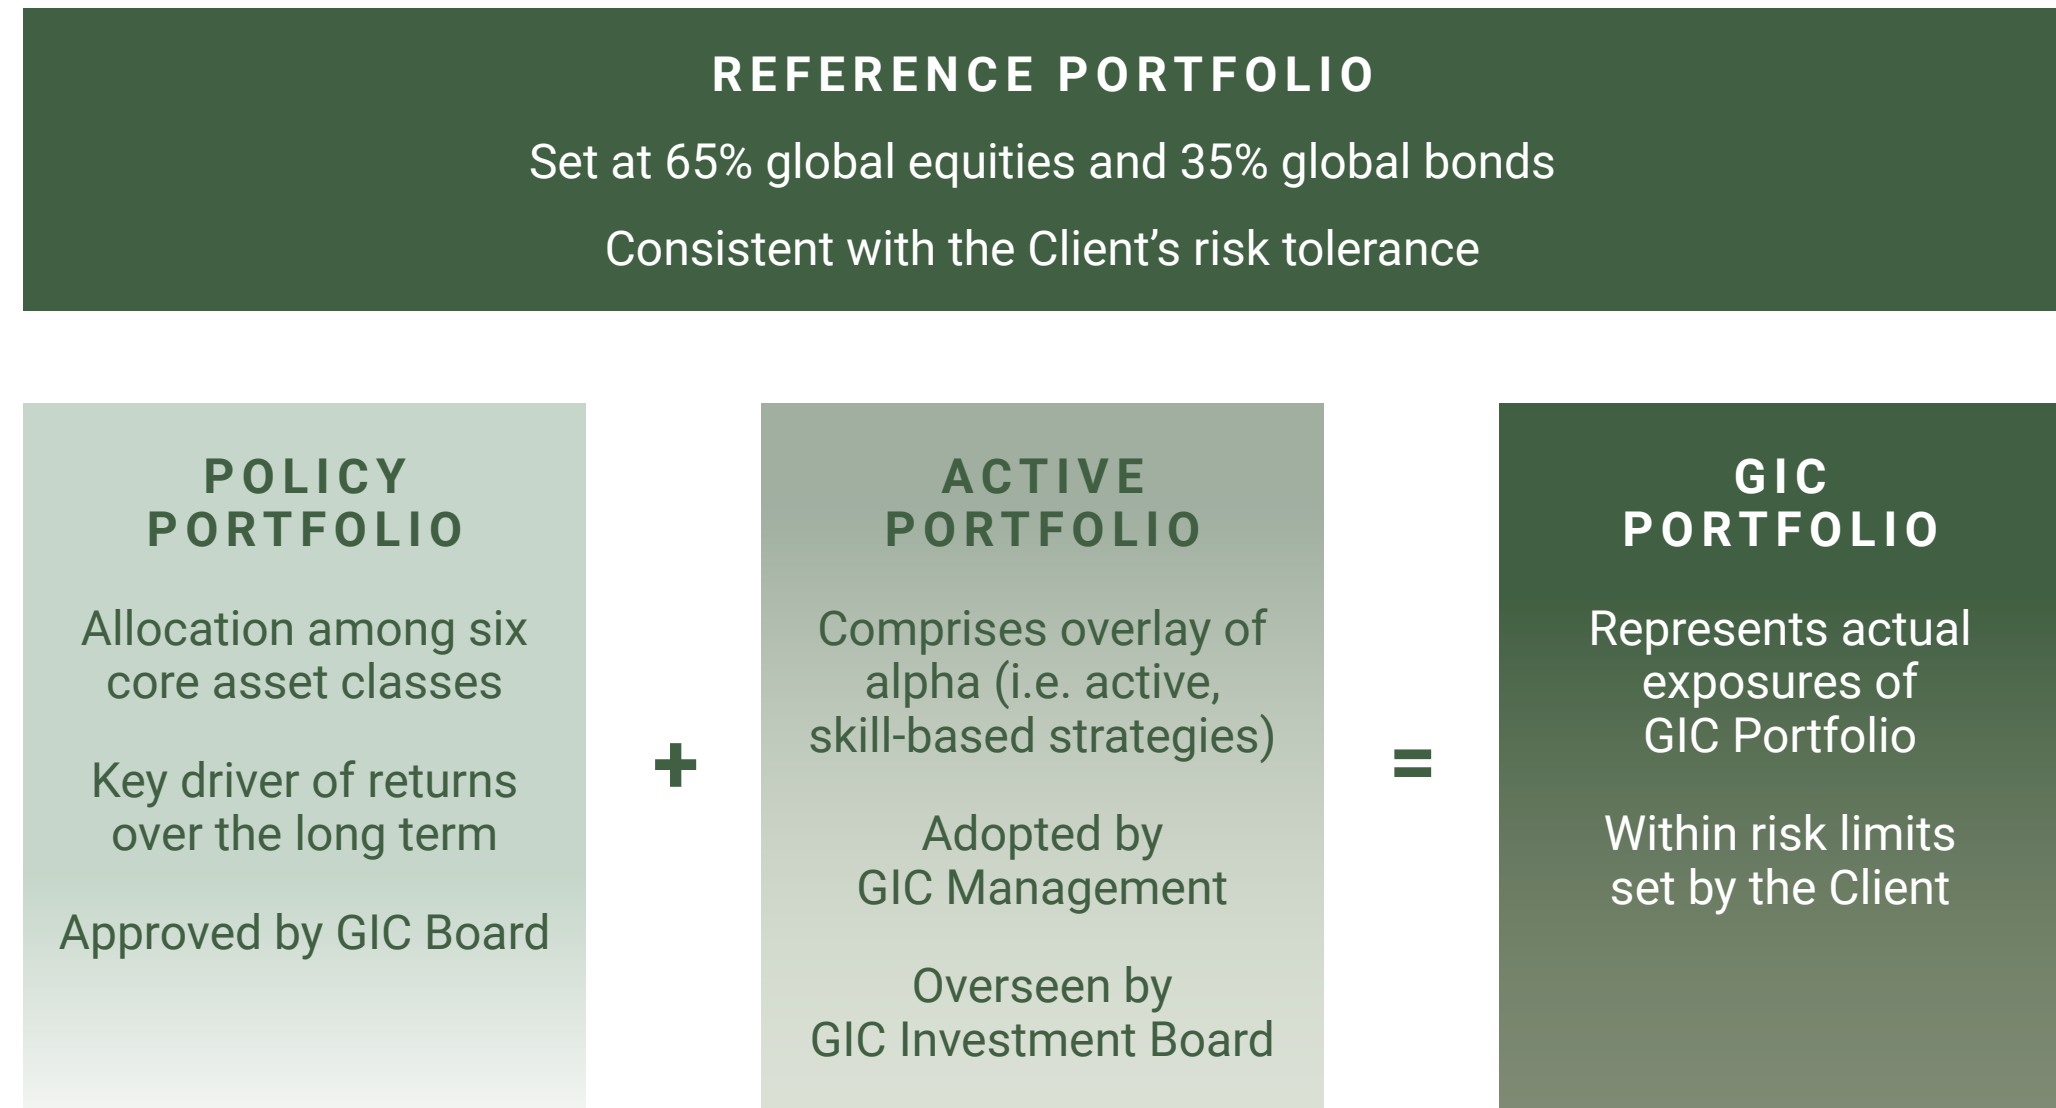 REFERENCE PORTFOLIO
Set at 65% global equities and 35% global bonds
Consistent with the Client’s risk tolerance
POLICY
PORTFOLIO
Allocation among six
core asset classes
Key driver of returns
over the long term
Approved by GIC Board
+
ACTIVE
PORTFOLIO
Comprises overlay of
alpha (i.e. active,
skill-based strategies)
Adopted by
GIC Management
Overseen by
GIC Investment Board
=
GIC
PORTFOLIO
Represents actual
exposures of
GIC Portfolio
Within risk limits
set by the Client